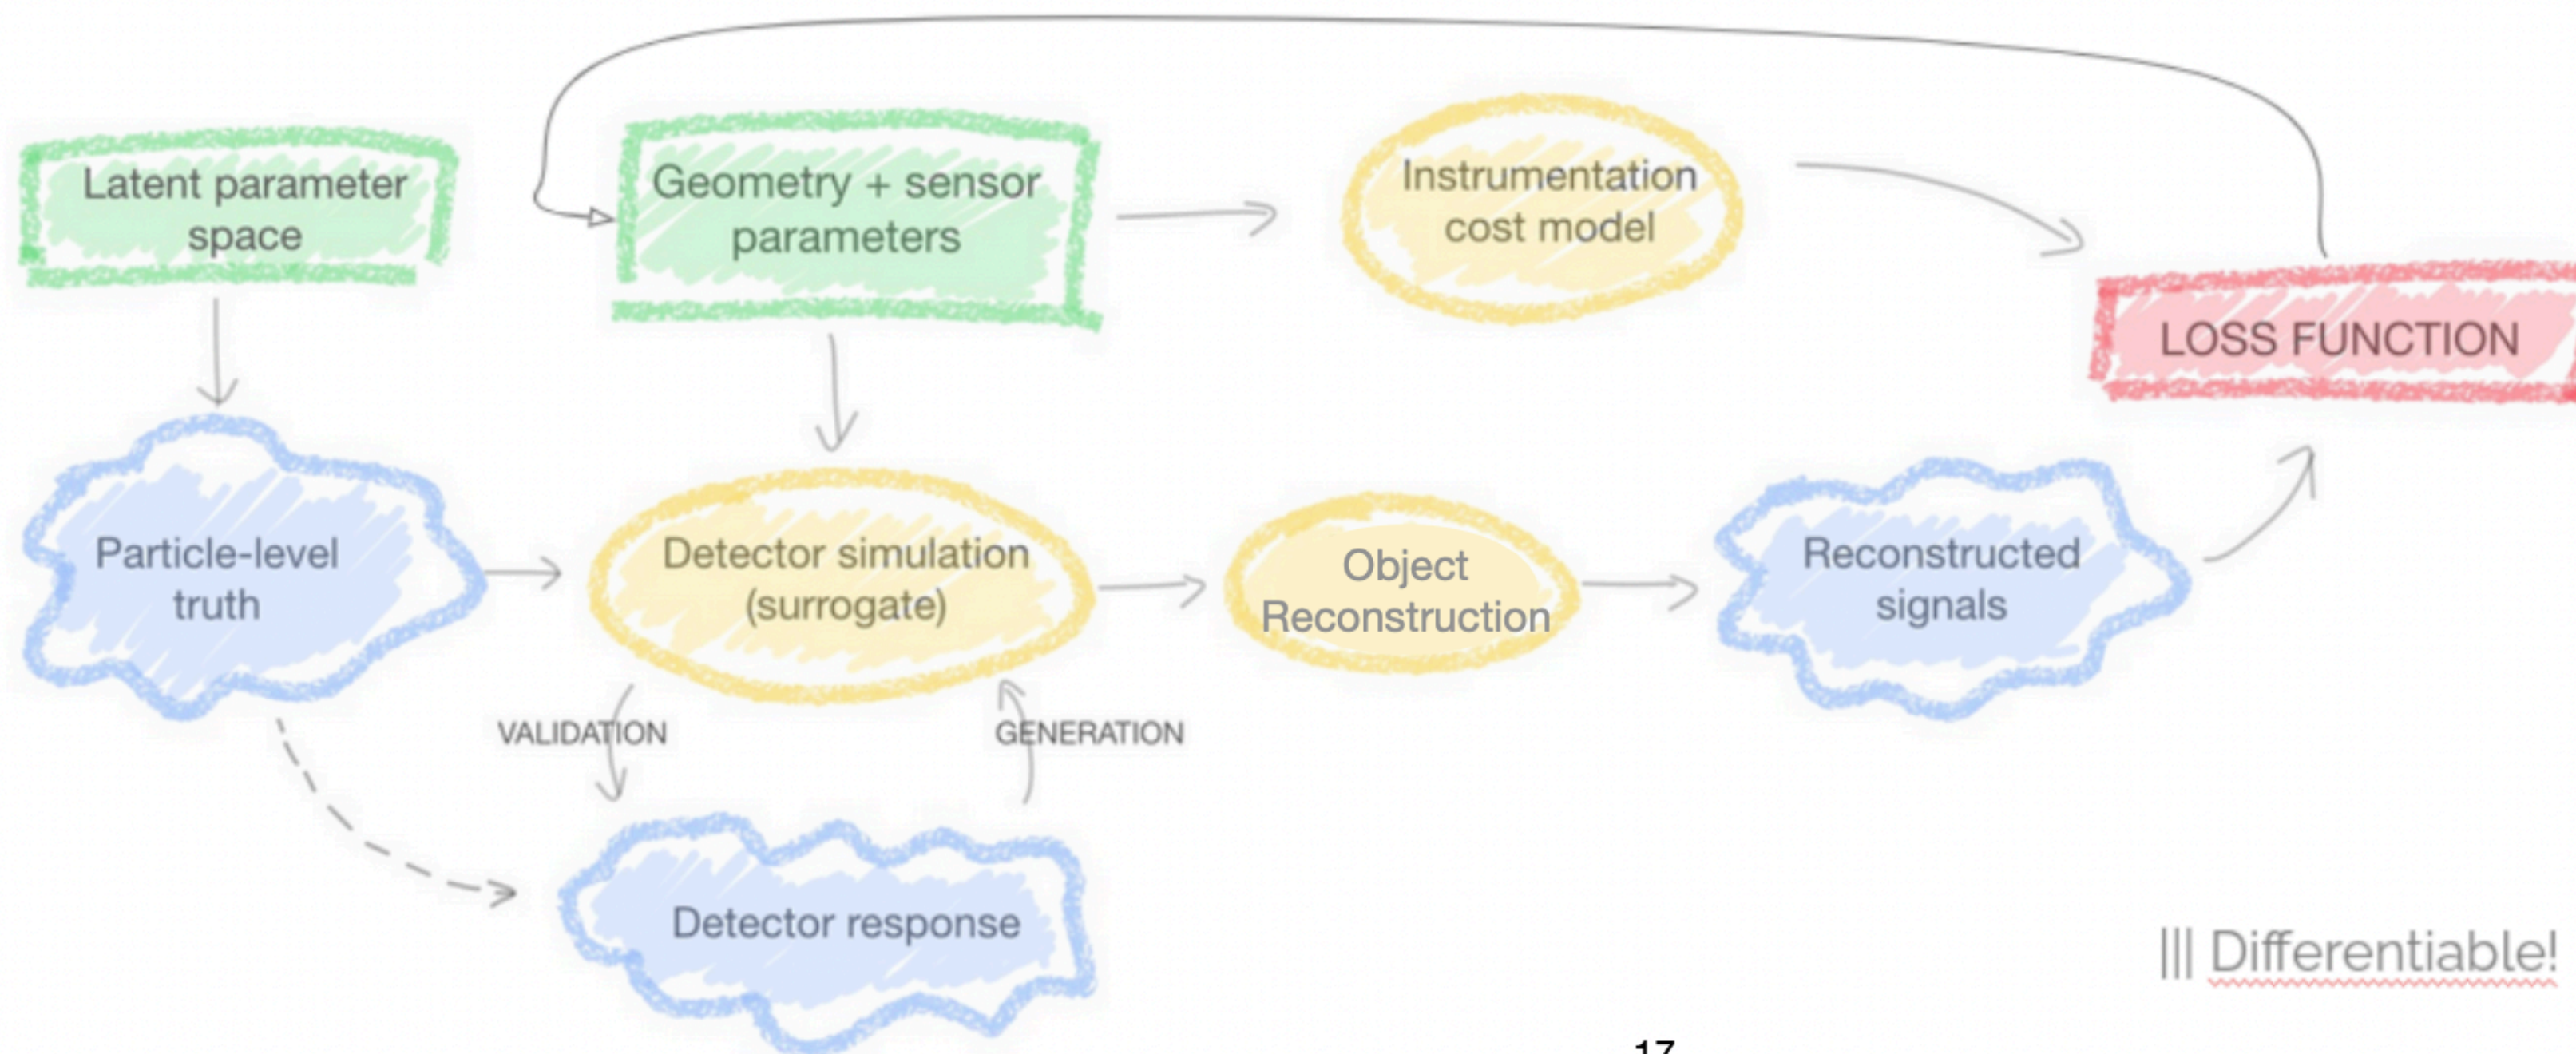 Latent parameter
space
Geometry + sensor
parameters
Instrumentation
cost model
LOSS FUNCTION
Particle-level
truth
Detector simulation
(surrogate)
Object
Reconstruction
Reconstructed
signals
VALIDATION
GENERATION
Detector response
||| Differentiable!
17